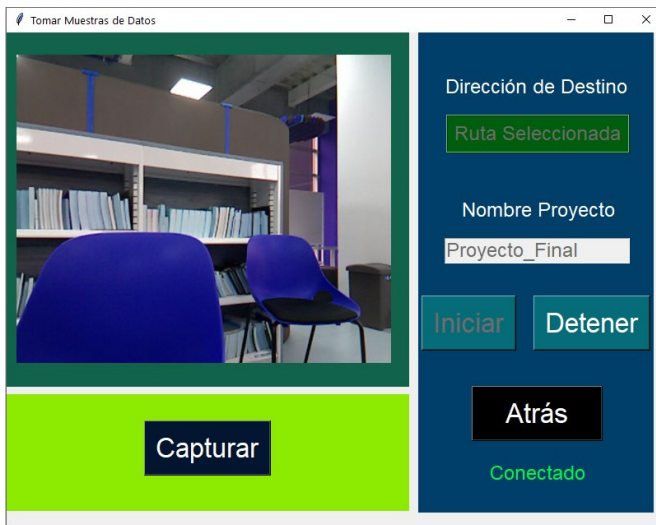 Tomar Muestras de Datos
Dirección de Destino
Ruta Seleccionada
Nombre Proyecto
Proyecto_Final
Iniciar
Detener
Atrás
Conectado
Capturar